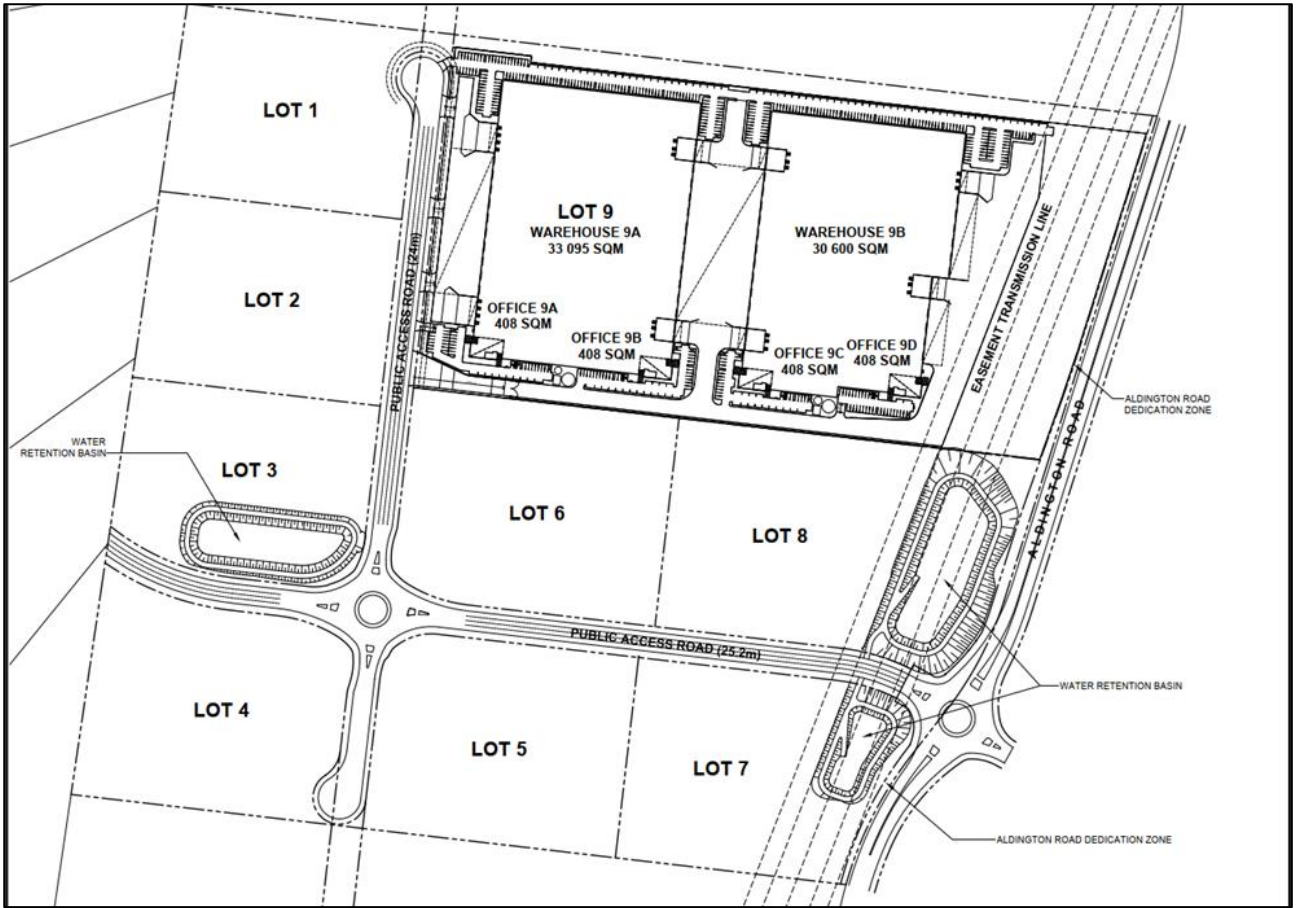 LOT 1
LOT 9
WAREHOUSE 9A
33 095 SQM
WAREHOUSE 9B
30 600 SQM
LOT 2
PUBLIC ACCESS ROAD (24m)
OFFICE 9A
408 SQM
OFFICE 9B
408 SQM
OFFICE 9C
408 SQM
OFFICE 9D
408 SQM
EASEMENT TRANSMISSION LINE
ALDINGTON ROAD
DEDICATION ZONE
ALDINGTON ROAD
WATER
RETENTION BASIN
LOT 3
LOT 6
LOT 8
PUBLIC ACCESS ROAD (25.2m)
WATER RETENTION BASIN
LOT 4
LOT 5
LOT 7
ALDINGTON ROAD DEDICATION ZONE